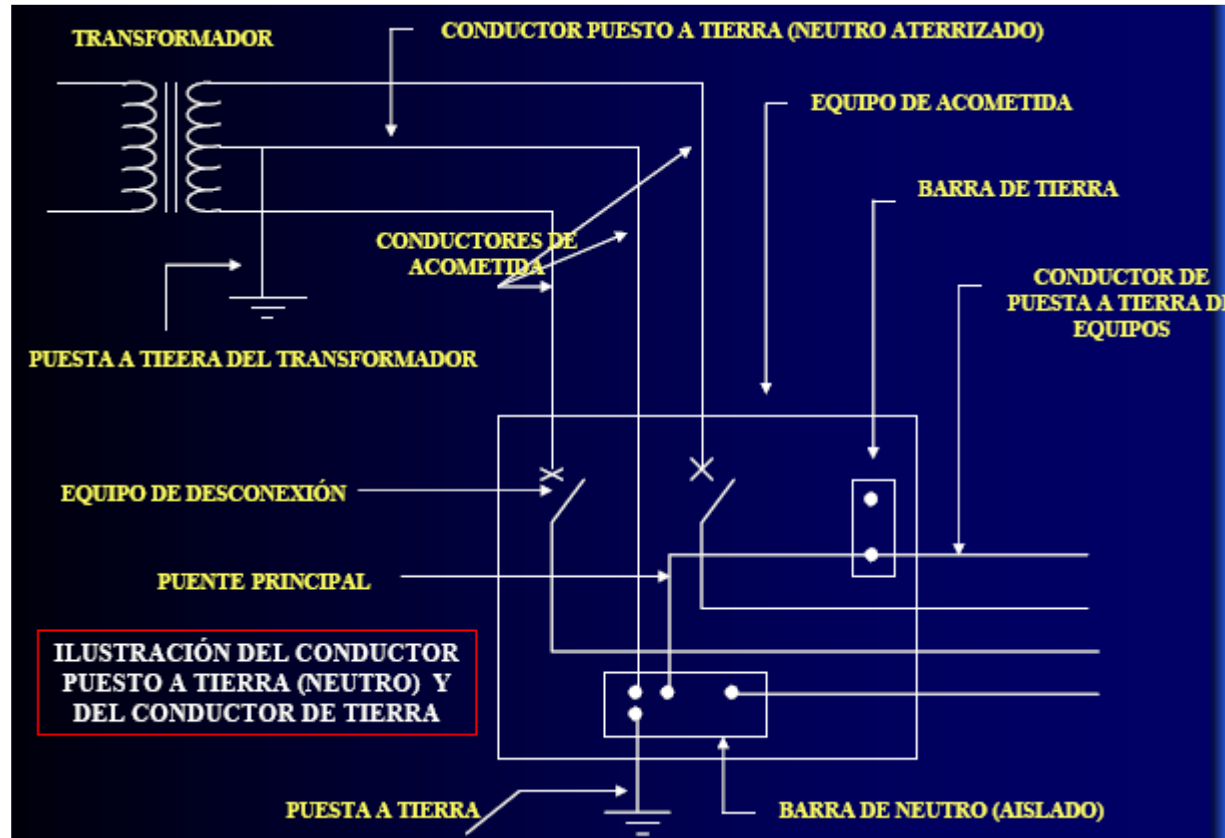 TRANSFORMADOR
CONDUCTOR PUESTO A TIERRA (NEUTRO ATERRIZADO)
EQUIPO DE ACOMETIDA
BARRA DE TIERRA
CONDUCTORES DE
ACOMETIDA
CONDUCTOR DE
PUESTA A TIERRA DE
EQUIPOS
PUESTA A TIEERA DEL TRANSFORMADOR
EQUIPO DE DESCONEXIÓN
PUENTE PRINCIPAL
ILUSTRACIÓN DEL CONDUCTOR
PUESTO A TIERRA (NEUTRO) Y
DEL CONDUCTOR DE TIERRA
PUESTA A TIERRA
BARRA DE NEUTRO (AISLADO)